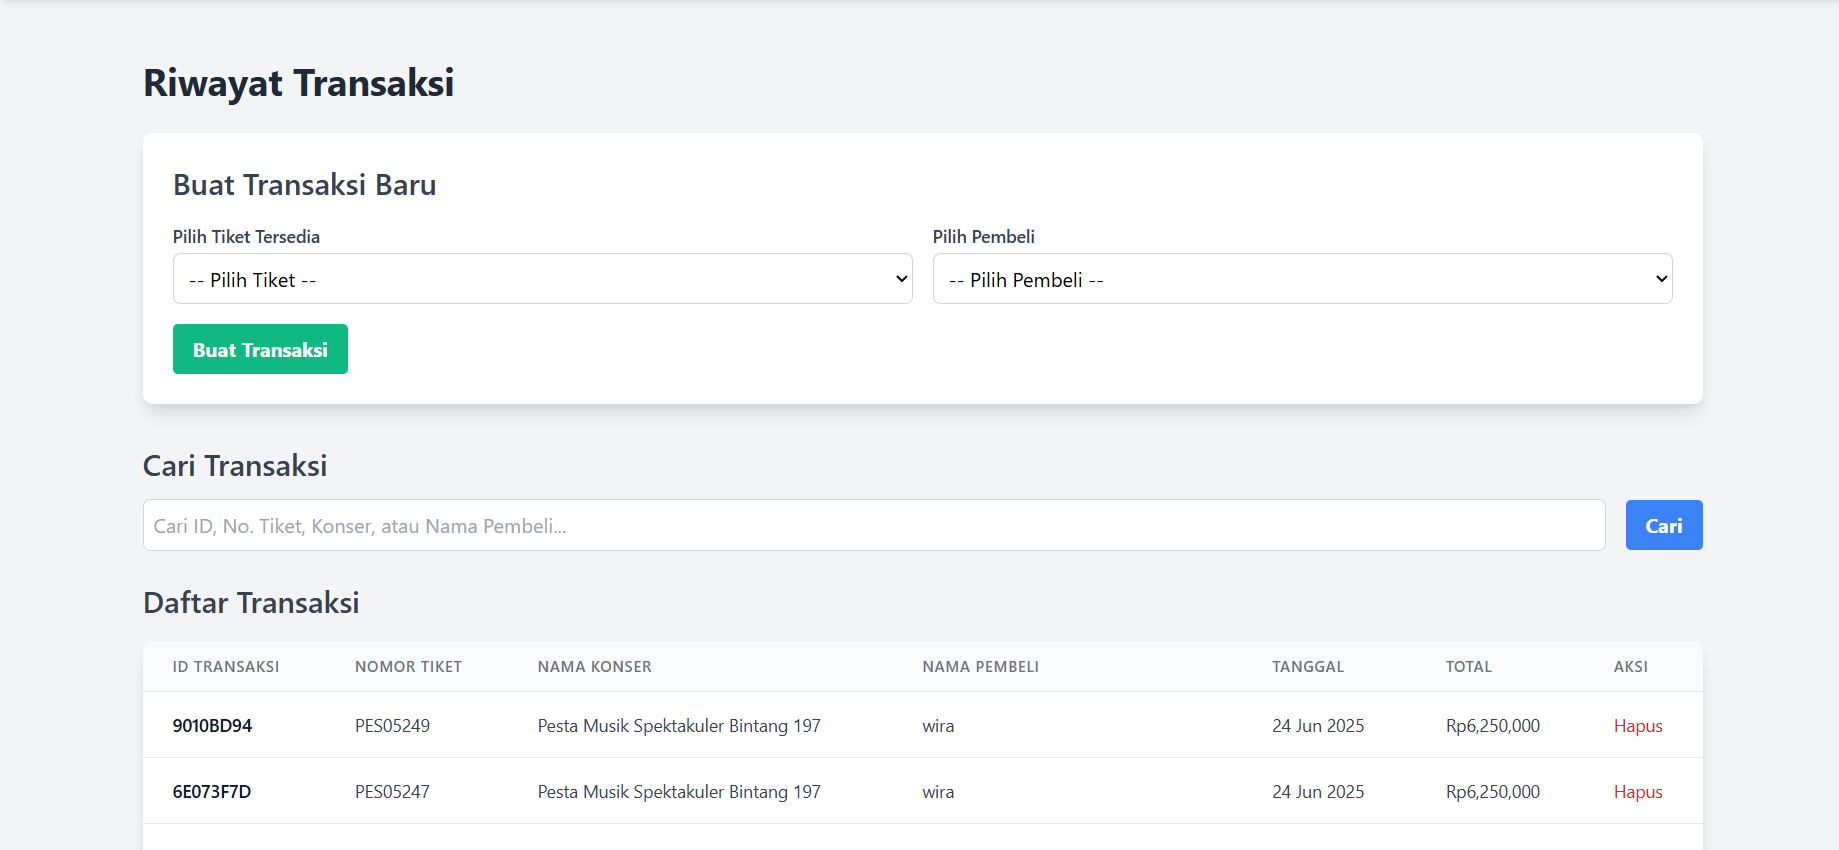 Riwayat Transaksi
Buat Transaksi Baru
Pilih Tiket Tersedia
Pilih Pembeli
-- Pilih Tiket --
-- Pilih Pembeli --
Buat Transaksi
Cari Transaksi
Cari ID, No. Tiket, Konser, atau Nama Pembeli...
Cari
Daftar Transaksi
ID TRANSAKSI NOMOR TIKET NAMA KONSER NAMA PEMBELI TANGGAL TOTAL AKSI
9010BD94 PES05249 Pesta Musik Spektakuler Bintang 197 wira 24 Jun 2025 Rp6,250,000 Hapus
6E073F7D PES05247 Pesta Musik Spektakuler Bintang 197 wira 24 Jun 2025 Rp6,250,000 Hapus